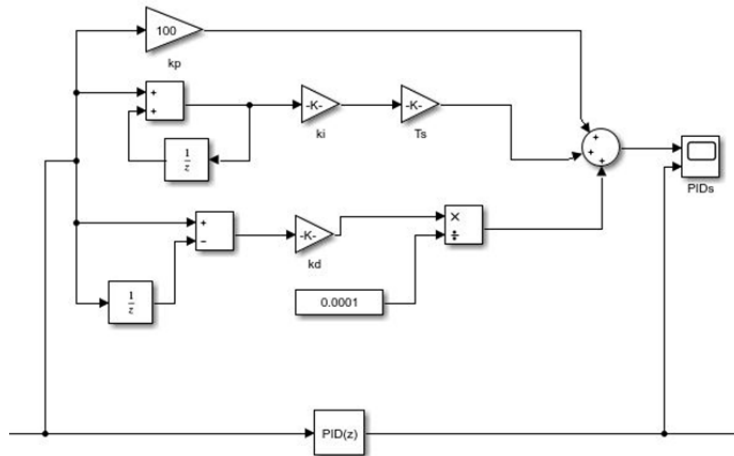 100
kp
+
+
-K-
ki
-K-
Ts
1
z
+
+
+
PIDs
+
−
-K-
kd
×
÷
1
z
0.0001
PID(z)